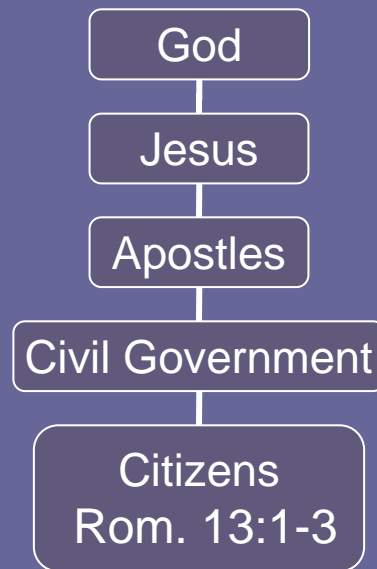 God
Jesus
Apostles
Civil Government
Citizens
Rom. 13:1-3